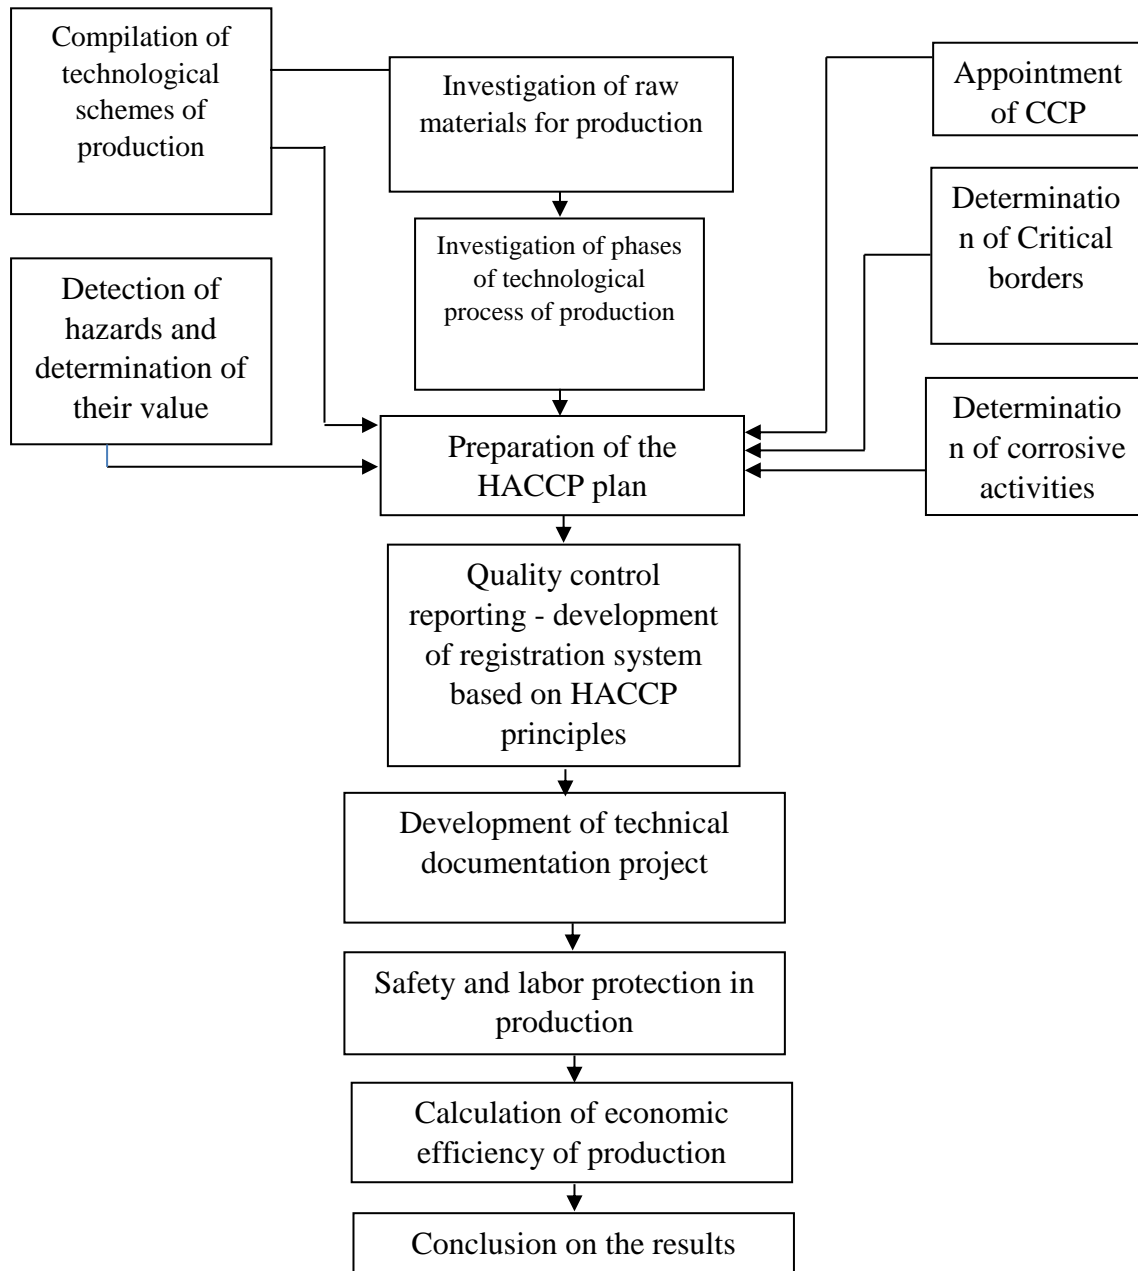 Compilation of
technological
schemes of
production
Investigation of raw
materials for production
Appointment
of CCP
Investigation of phases
of technological
process of production
Determinatio
n of Critical
borders
Detection of
hazards and
determination of
their value
Determinatio
n of corrosive
activities
Preparation of the
HACCP plan
Quality control
reporting - development
of registration system
based on HACCP
principles
Development of technical
documentation project
Safety and labor protection in
production
Calculation of economic
efficiency of production
Conclusion on the results